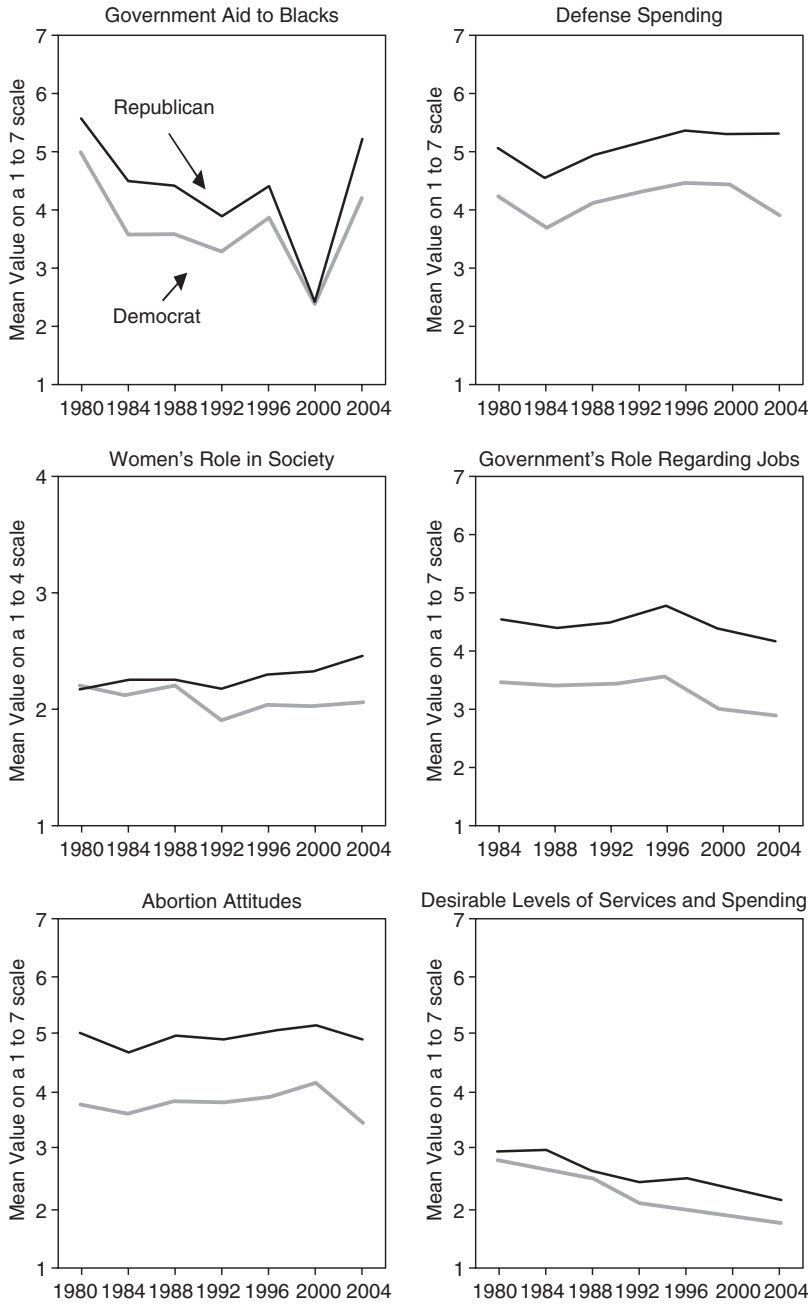 Government Aid to Blacks
Mean Value on a 1 to 7 scale
7
6
5
4
3
2
1
Republican
Democrat
1980 1984 1988 1992 1996 2000 2004
Defense Spending
Mean Value on 1 to 7 scale
7
6
5
4
3
2
1
1980 1984 1988 1992 1996 2000 2004
Women's Role in Society
Mean Value on a 1 to 4 scale
4
3
2
1
1980 1984 1988 1992 1996 2000 2004
Government's Role Regarding Jobs
Mean Value on a 1 to 7 scale
7
6
5
4
3
2
1
1984 1988 1992 1996 2000 2004
Abortion Attitudes
Mean Value on a 1 to 7 scale
7
6
5
4
3
2
1
1980 1984 1988 1992 1996 2000 2004
Desirable Levels of Services and Spending
Mean Value on a 1 to 7 scale
7
6
5
4
3
2
1
1980 1984 1988 1992 1996 2000 2004